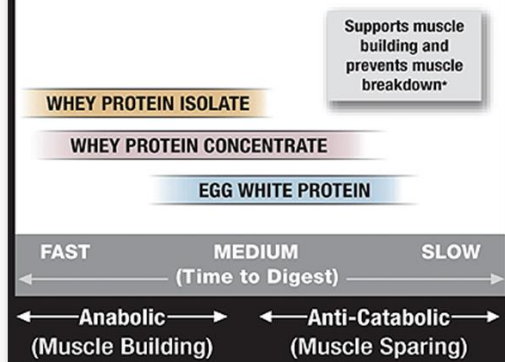 Supports muscle
building and
prevents muscle
breakdown*
WHEY PROTEIN ISOLATE
WHEY PROTEIN CONCENTRATE
EGG WHITE PROTEIN
FAST MEDIUM SLOW
(Time to Digest)
Anabolic Anti-Catabolic
(Muscle Building) (Muscle Sparing)